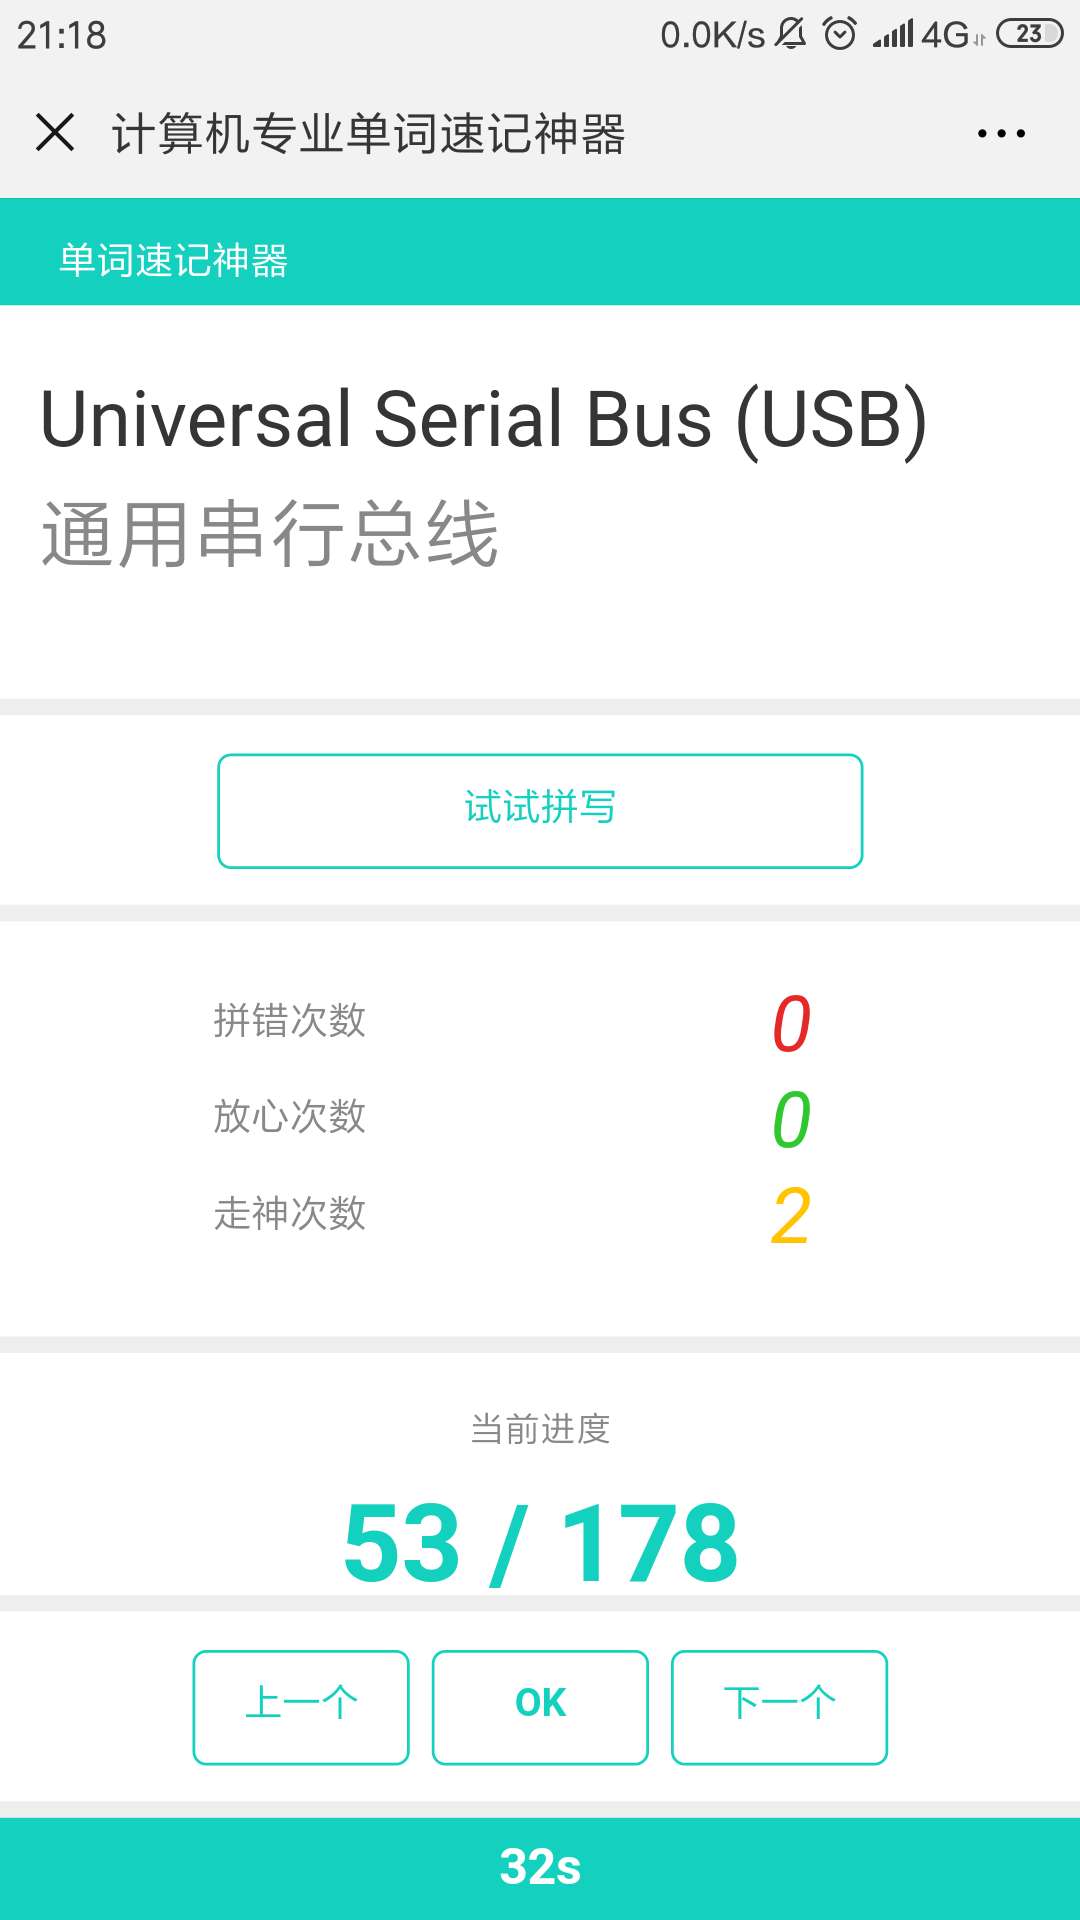 21:18 0.0K/s 4G 23
计算机专业单词速记神器
单词速记神器
Universal Serial Bus (USB)
通用串行总线
试试拼写
拼错次数 0
放心次数 0
走神次数 2
当前进度
53 / 178
上一个 OK 下一个
32s